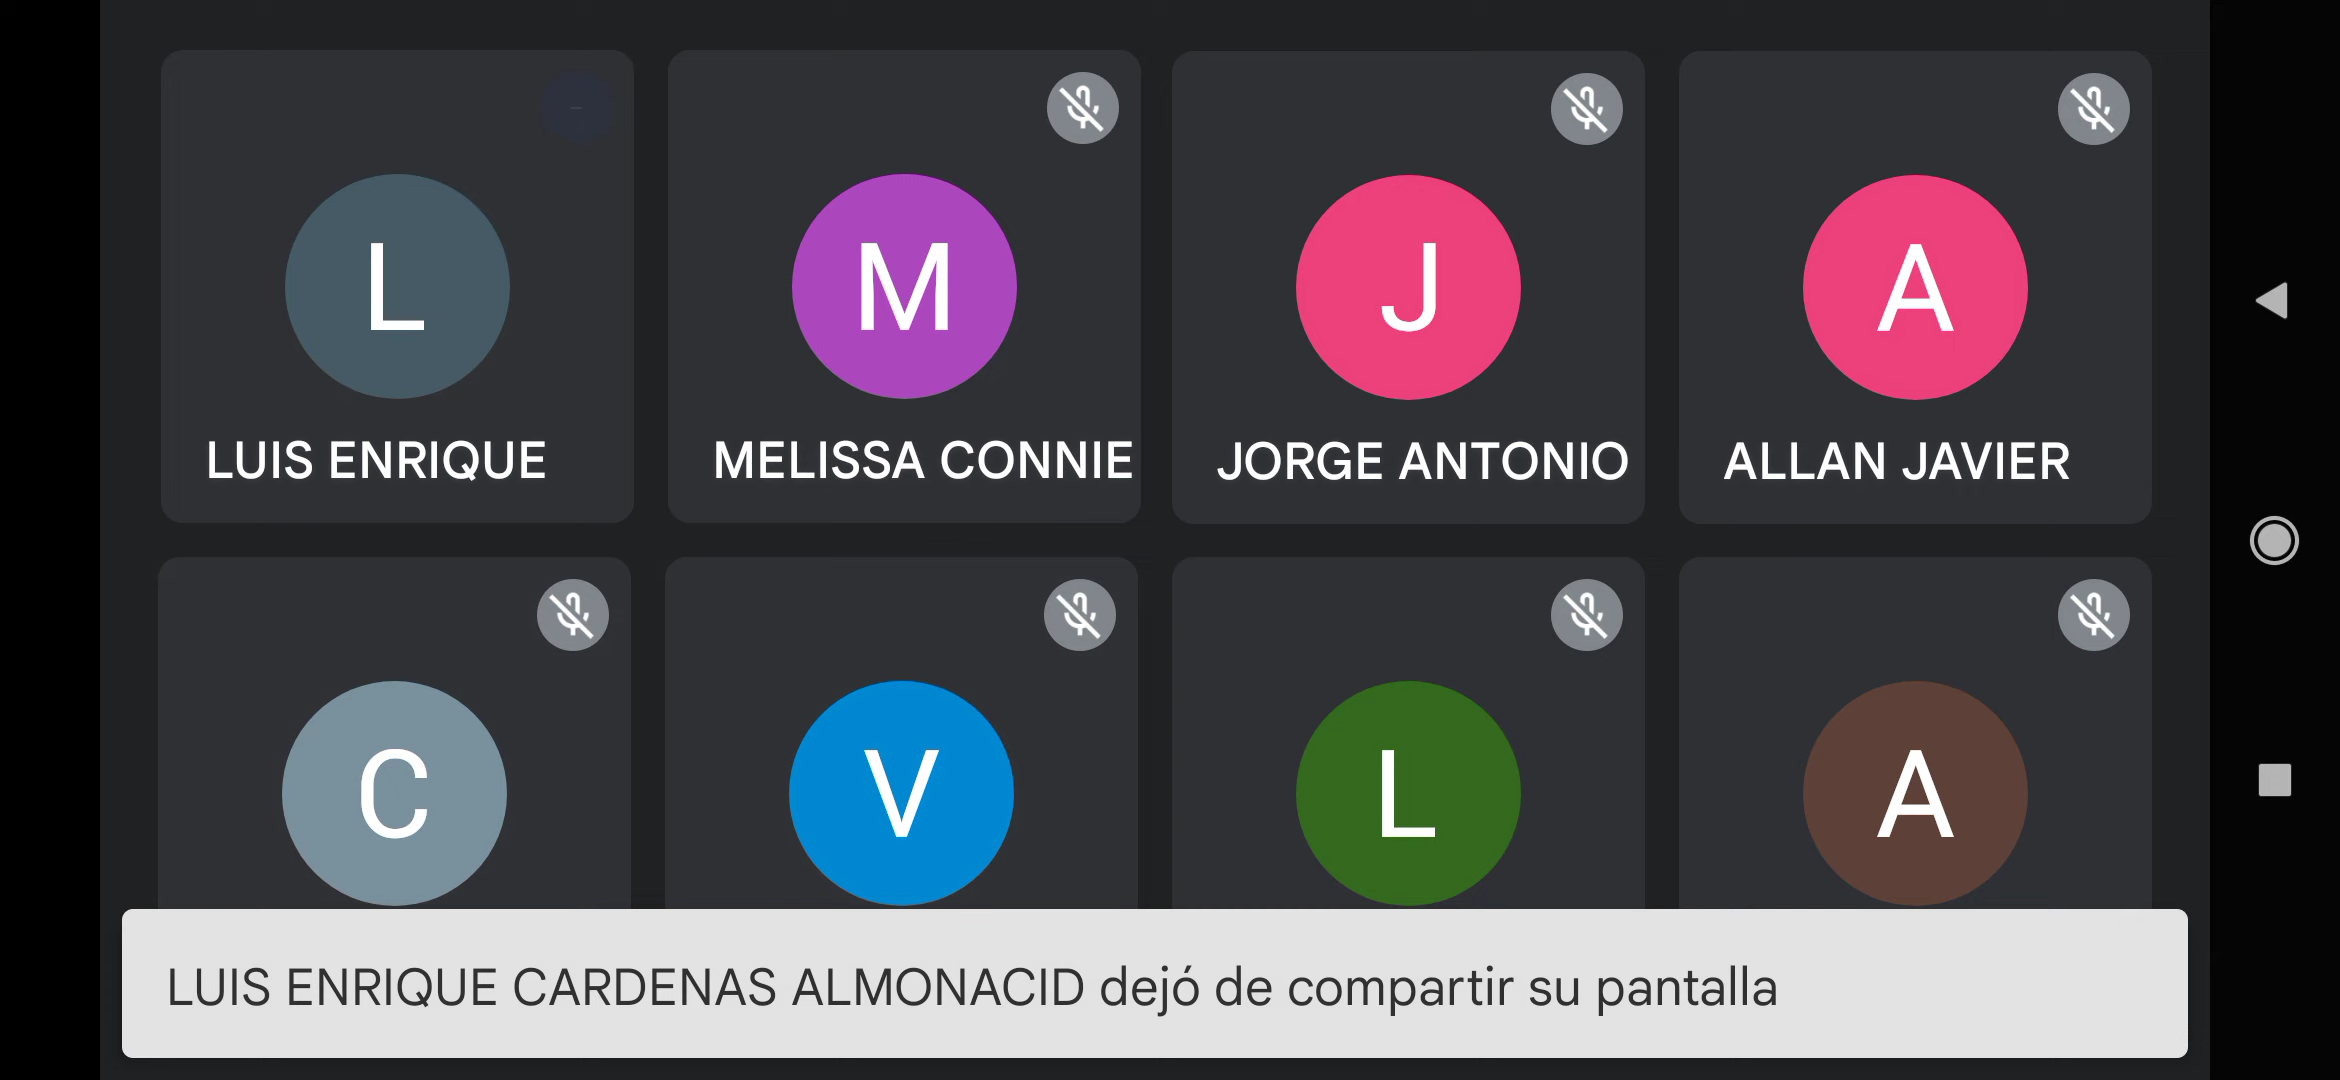 L M J A
LUIS ENRIQUE MELISSA CONNIE JORGE ANTONIO ALLAN JAVIER
C V L A
LUIS ENRIQUE CARDENAS ALMONACID dejó de compartir su pantalla